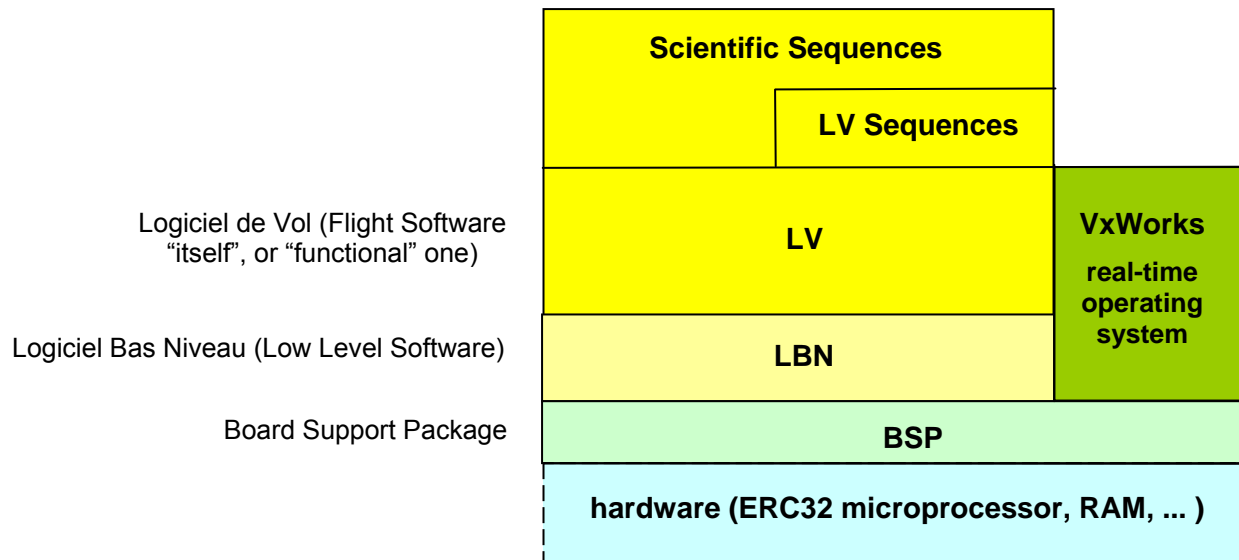 Scientific Sequences
LV Sequences
Logiciel de Vol (Flight Software
“itself”, or “functional” one)
LV
VxWorks
real-time
operating
system
Logiciel Bas Niveau (Low Level Software)
LBN
Board Support Package
BSP
hardware (ERC32 microprocessor, RAM, ... )